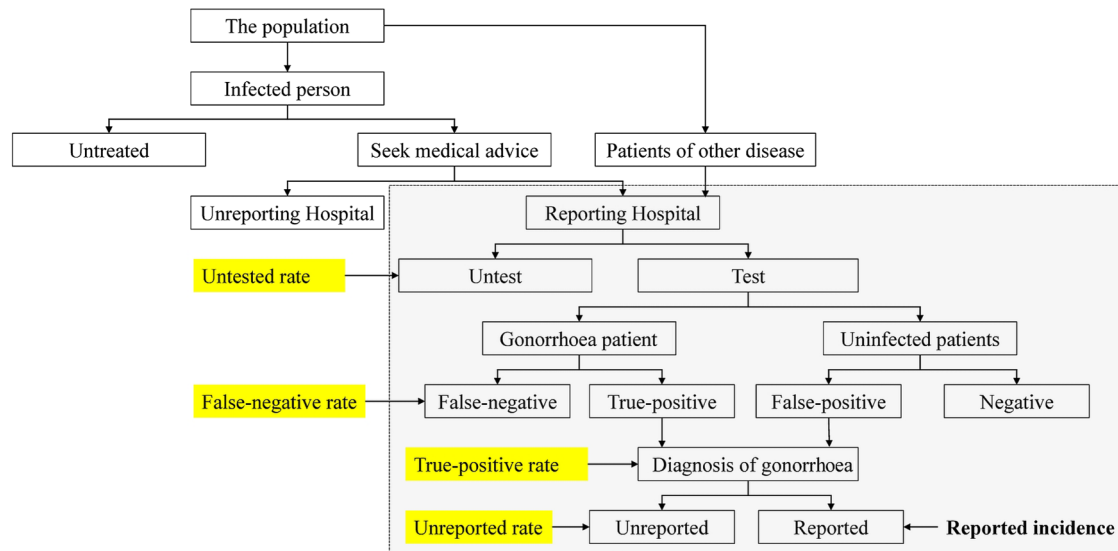 The population
Infected person
Untreated
Seek medical advice
Patients of other disease
Unreporting Hospital
Reporting Hospital
Untested rate
Untest
Test
Gonorrhoea patient
Uninfected patients
False-negative rate
False-negative
True-positive
False-positive
Negative
True-positive rate
Diagnosis of gonorrhoea
Unreported rate
Unreported
Reported
Reported incidence